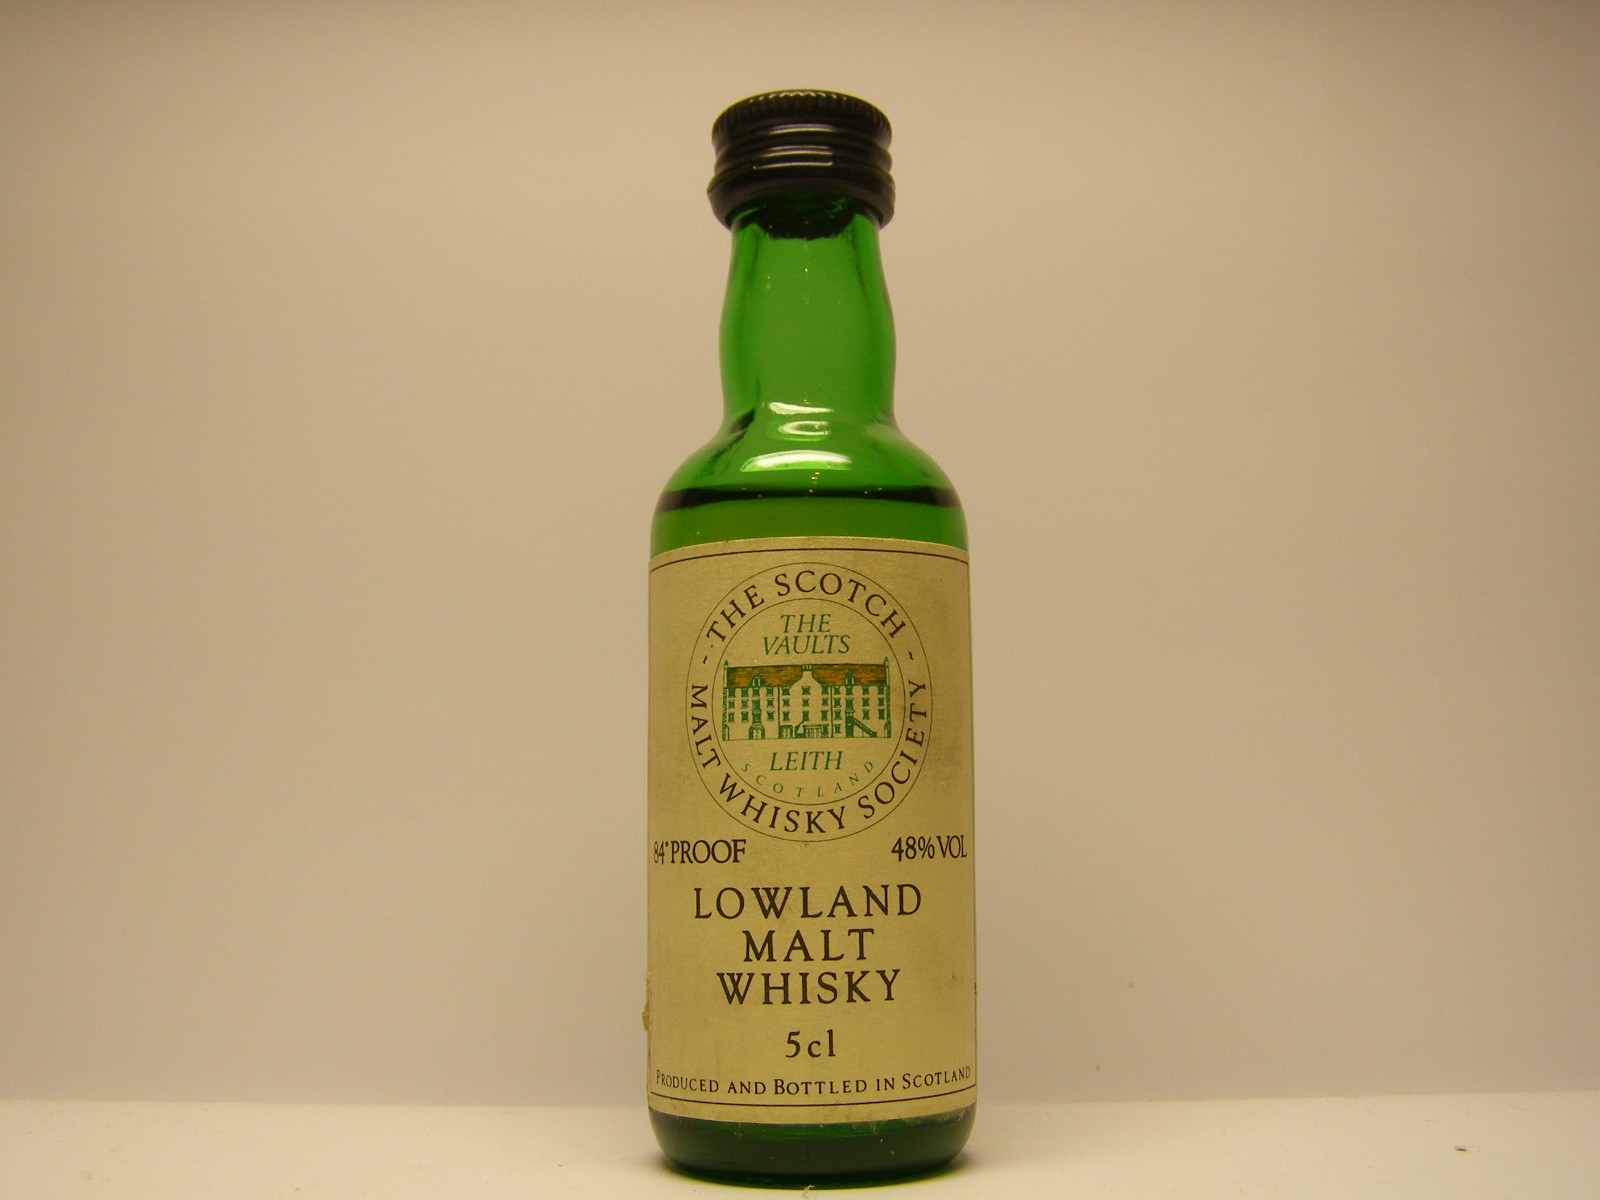 - THE SCOTCH -
MALT WHISKY SOCIETY
THE
VAULTS
LEITH
SCOTLAND
84° PROOF 48% VOL
LOWLAND
MALT
WHISKY
5cl
PRODUCED AND BOTTLED IN SCOTLAND